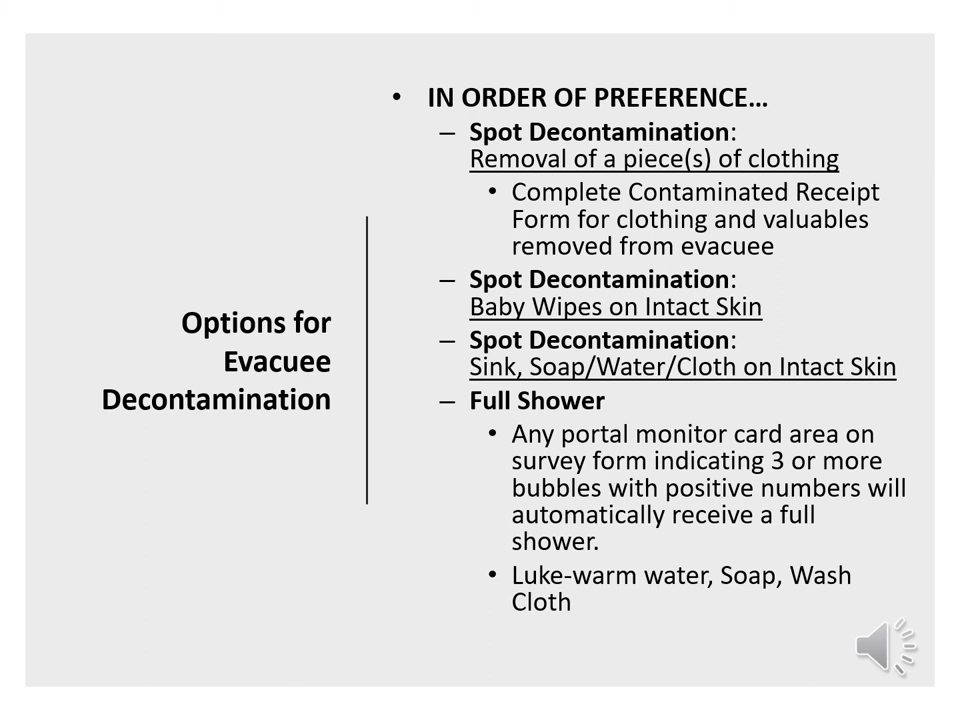 Options for
Evacuee
Decontamination
• IN ORDER OF PREFERENCE…
– Spot Decontamination:
Removal of a piece(s) of clothing
• Complete Contaminated Receipt
Form for clothing and valuables
removed from evacuee
– Spot Decontamination:
Baby Wipes on Intact Skin
– Spot Decontamination:
Sink, Soap/Water/Cloth on Intact Skin
– Full Shower
• Any portal monitor card area on
survey form indicating 3 or more
bubbles with positive numbers will
automatically receive a full
shower.
• Luke-warm water, Soap, Wash
Cloth